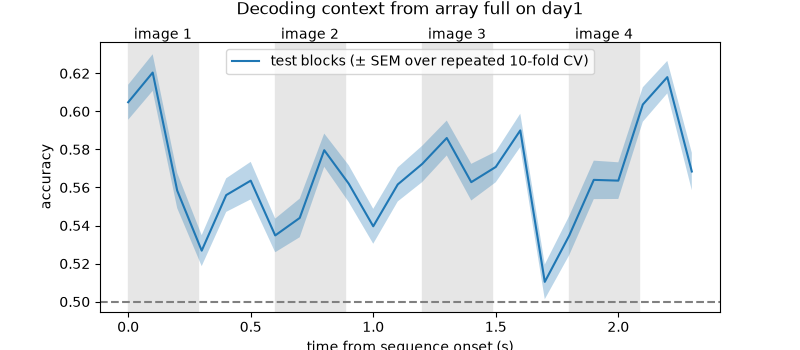 Decoding context from array full on day1
image 1 image 2 image 3 image 4
test blocks (± SEM over repeated 10-fold CV)
accuracy
0.62
0.60
0.58
0.56
0.54
0.52
0.50
0.0 0.5 1.0 1.5 2.0
time from sequence onset (s)